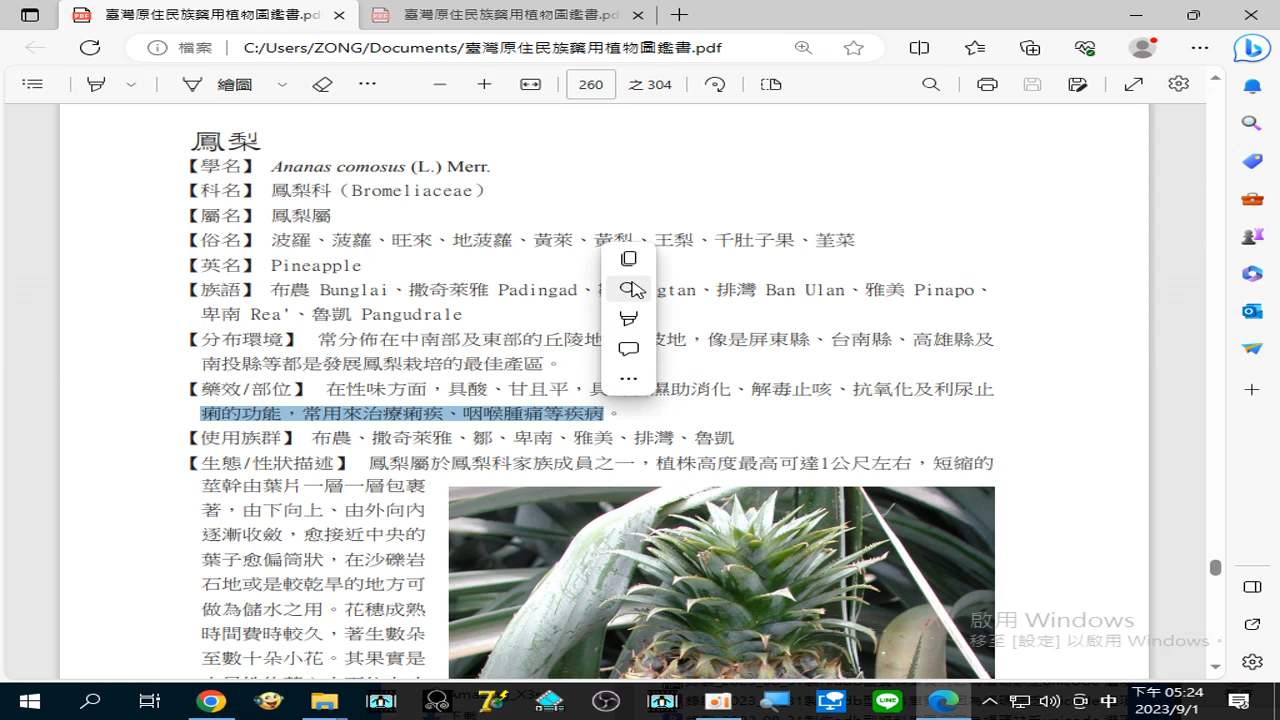 臺灣原住民族藥用植物圖鑑書.pdf
臺灣原住民族藥用植物圖鑑書.pdf
檔案
C:/Users/ZONG/Documents/臺灣原住民族藥用植物圖鑑書.pdf
繪圖
260 之 304
鳳梨
【學名】 Ananas comosus (L.) Merr.
【科名】 鳳梨科（Bromeliaceae）
【屬名】 鳳梨屬
【俗名】 波羅、菠蘿、旺來、地菠蘿、黃萊、黃梨、王梨、千肚子果、䒷菜
【英名】 Pineapple
【族語】 布農 Bunglai、撒奇萊雅 Padingad、 gtan、排灣 Ban Ulan、雅美 Pinapo、
卑南 Rea'、魯凱 Pangudrale
【分布環境】 常分佈在中南部及東部的丘陵地 坡地，像是屏東縣、台南縣、高雄縣及
南投縣等都是發展鳳梨栽培的最佳產區。
【藥效/部位】 在性味方面，具酸、甘且平， 濕助消化、解毒止咳、抗氧化及利尿止
痢的功能，常用來治療痢疾、咽喉腫痛等疾病。
【使用族群】 布農、撒奇萊雅、鄒、卑南、雅美、排灣、魯凱
【生態/性狀描述】 鳳梨屬於鳳梨科家族成員之一，植株高度最高可達1公尺左右，短縮的
莖幹由葉片一層一層包裹
著，由下向上、由外向內
逐漸收斂，愈接近中央的
葉子愈偏筒狀，在沙礫岩
石地或是較乾旱的地方可
做為儲水之用。花穗成熟
時間費時較久，著生數朵
至數十朵小花。其果實是
啟用 Windows
移至 [設定] 以啟用 Windows。
中
下午 05:24
2023/9/1